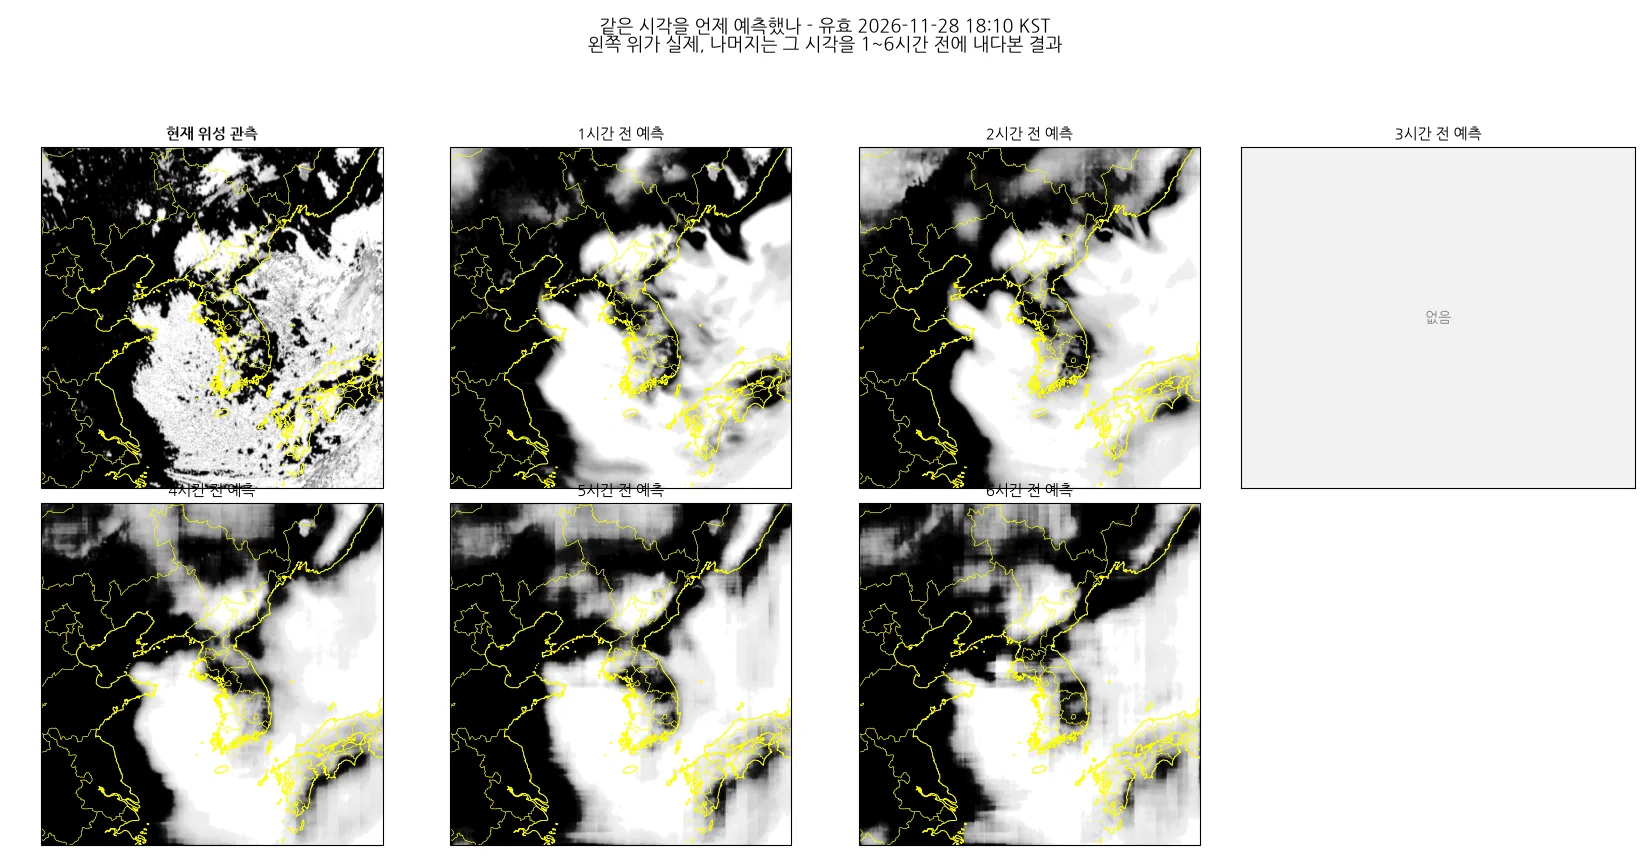 같은 시각을 언제 예측했나 - 유효 2026-11-28 18:10 KST
왼쪽 위가 실제, 나머지는 그 시각을 1~6시간 전에 내다본 결과
현재 위성 관측
1시간 전 예측
2시간 전 예측
3시간 전 예측
없음
4시간 전 예측
5시간 전 예측
6시간 전 예측